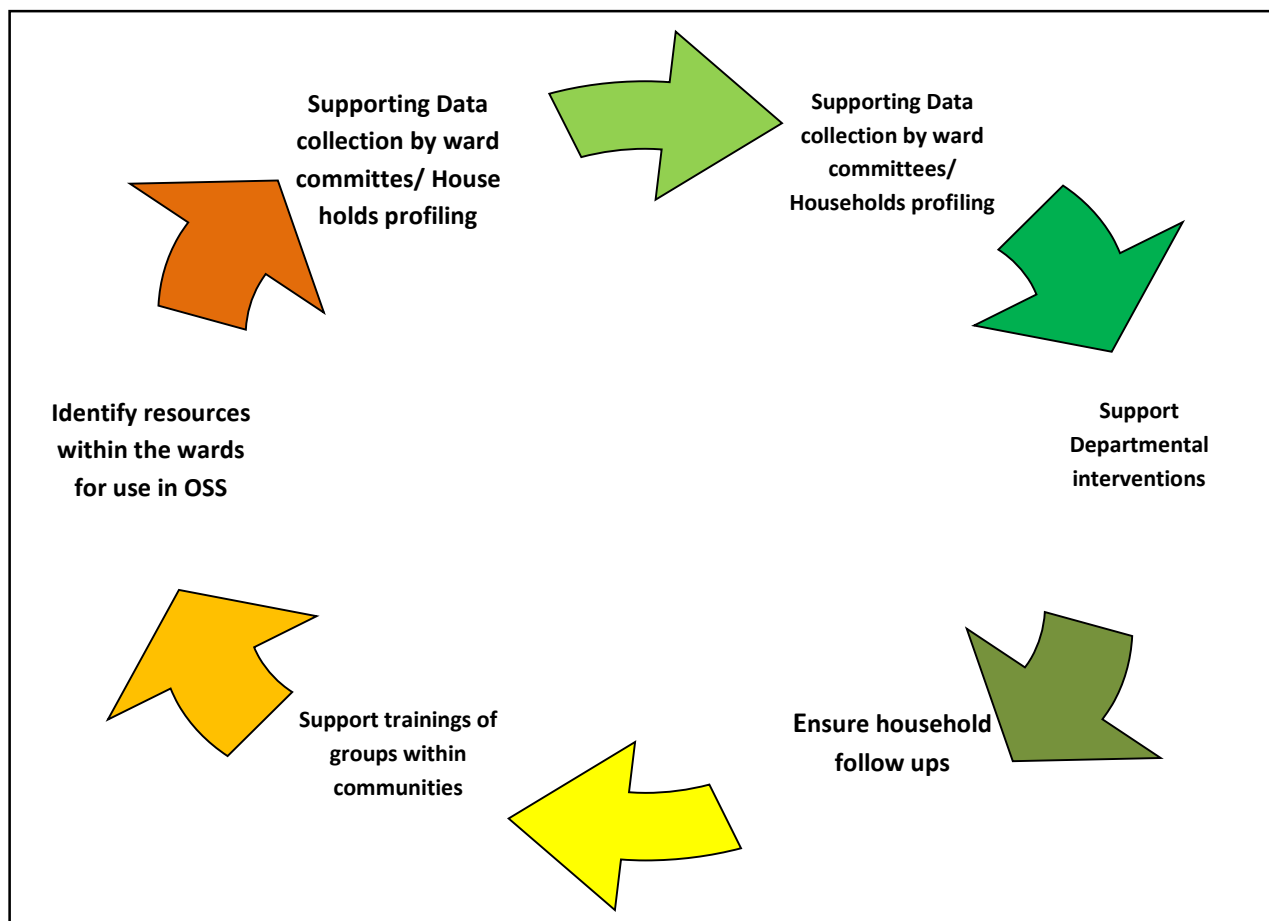 Supporting Data
collection by ward
committes/ House
holds profiling
Supporting Data
collection by ward
committees/
Households profiling
Support
Departmental
interventions
Ensure household
follow ups
Support trainings of
groups within
communities
Identify resources
within the wards
for use in OSS